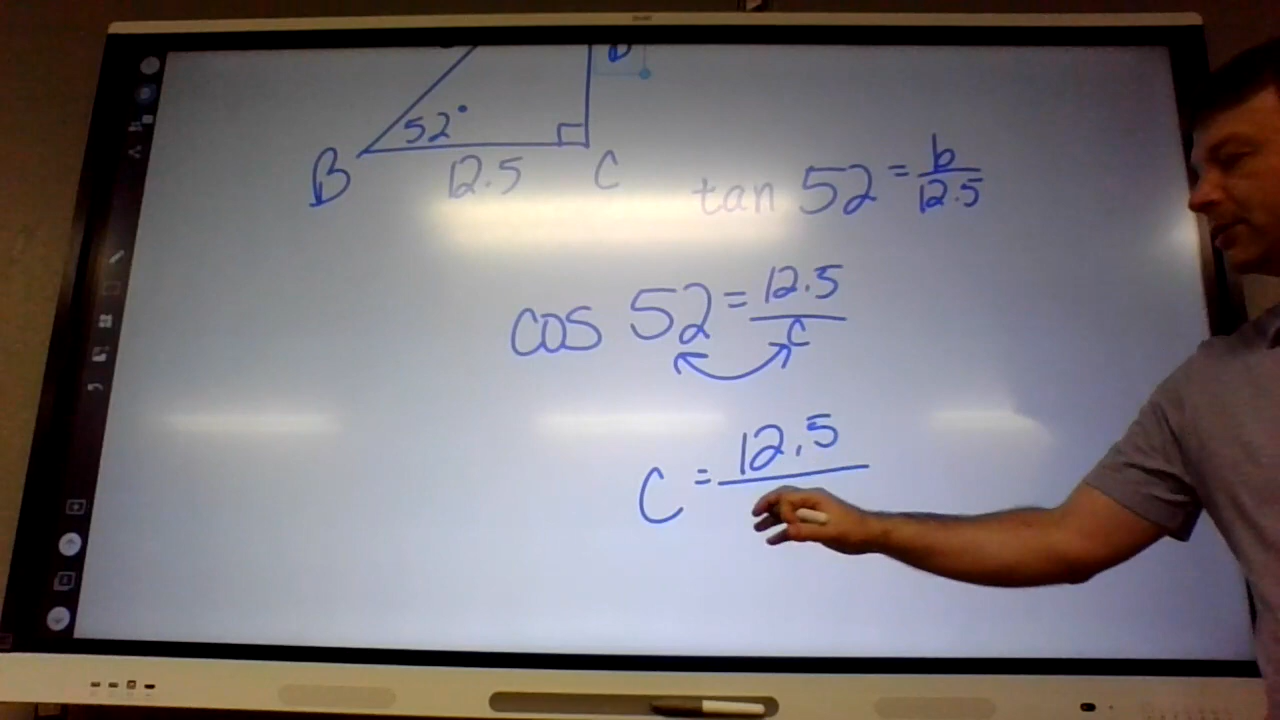 b
52°
B 12.5 C
tan 52 = b/12.5
cos 52 = 12.5/c
c = 12.5/